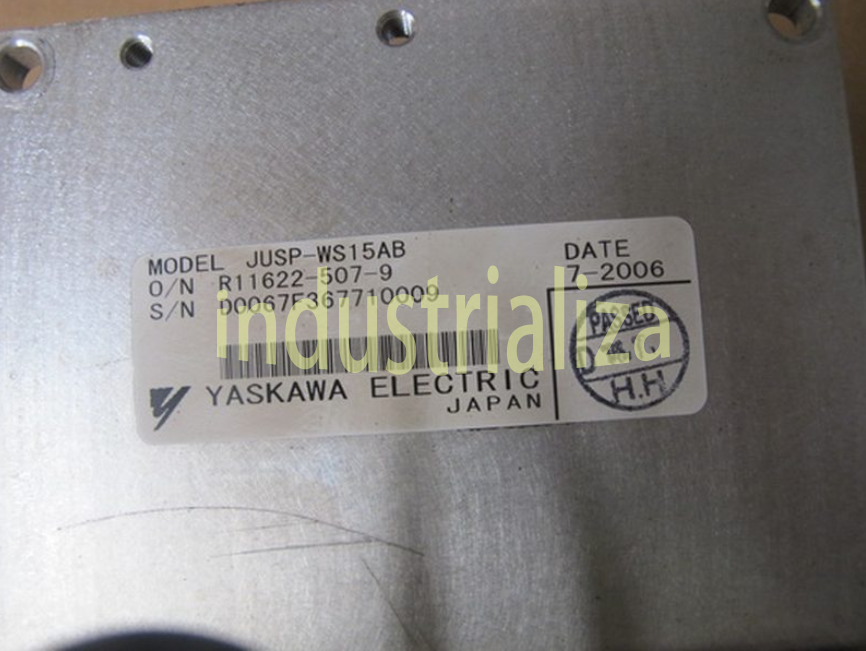 MODEL JUSP-WS15AB
O/N R11622-507-9
S/N D0067F367710009
DATE
7-2006
industrializa
PASSED
D
H.H
YASKAWA ELECTRIC
JAPAN